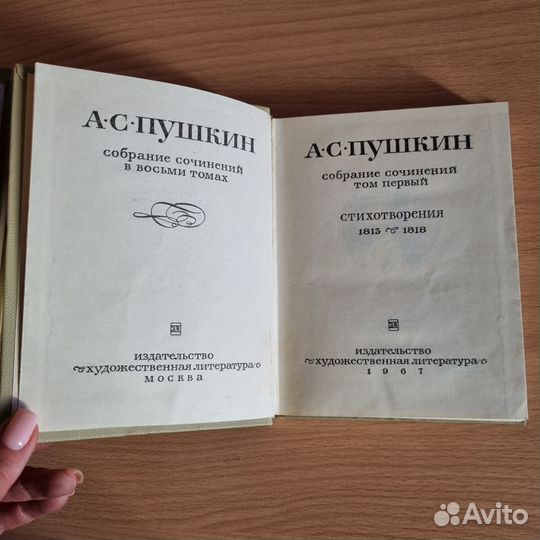 А·С·ПУШКИН
собрание сочинений
в восьми томах
издательство
художественная литература
МОСКВА
А·С·ПУШКИН
собрание сочинений
том первый
стихотворения
1813 1818
издательство
художественная литература
1967
Avito